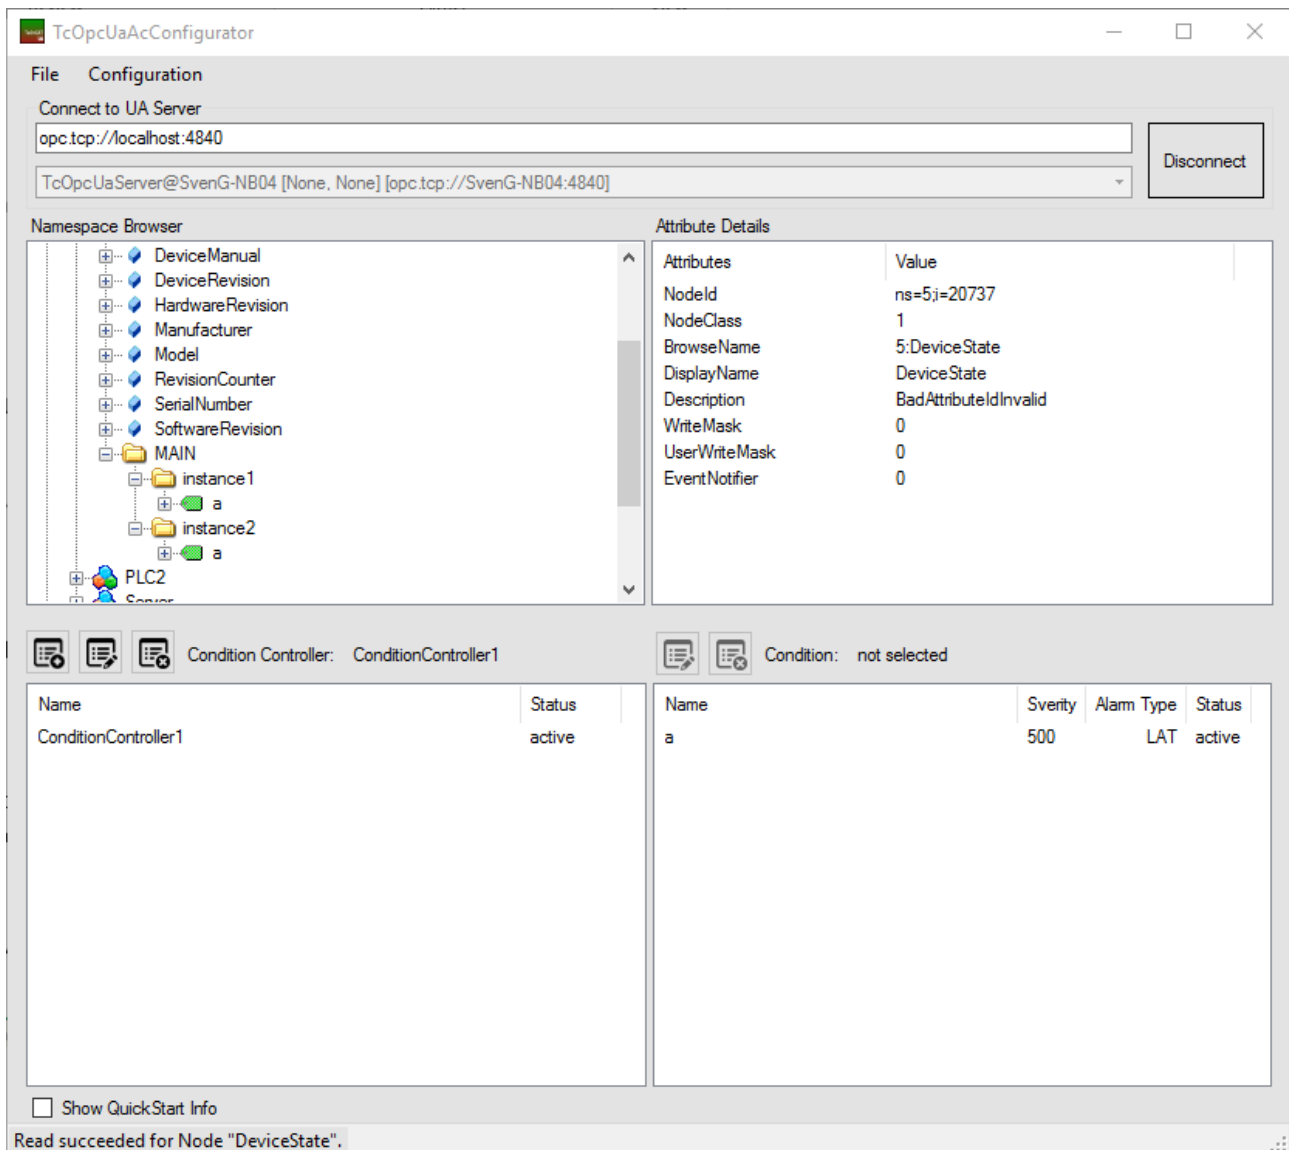 TcOpcUaAcConfigurator
File Configuration
Connect to UA Server
opc.tcp://localhost:4840
Disconnect
TcOpcUaServer@SvenG-NB04 [None, None] [opc.tcp://SvenG-NB04:4840]
Namespace Browser
DeviceManual
DeviceRevision
HardwareRevision
Manufacturer
Model
RevisionCounter
SerialNumber
SoftwareRevision
MAIN
instance1
a
instance2
a
PLC2
Server
Attribute Details
Attributes Value
NodeId ns=5;i=20737
NodeClass 1
BrowseName 5:DeviceState
DisplayName DeviceState
Description BadAttributeIdInvalid
WriteMask 0
UserWriteMask 0
EventNotifier 0
Condition Controller: ConditionController1
Name Status
ConditionController1 active
Condition: not selected
Name Sverity Alarm Type Status
a 500 LAT active
Show QuickStart Info
Read succeeded for Node "DeviceState".